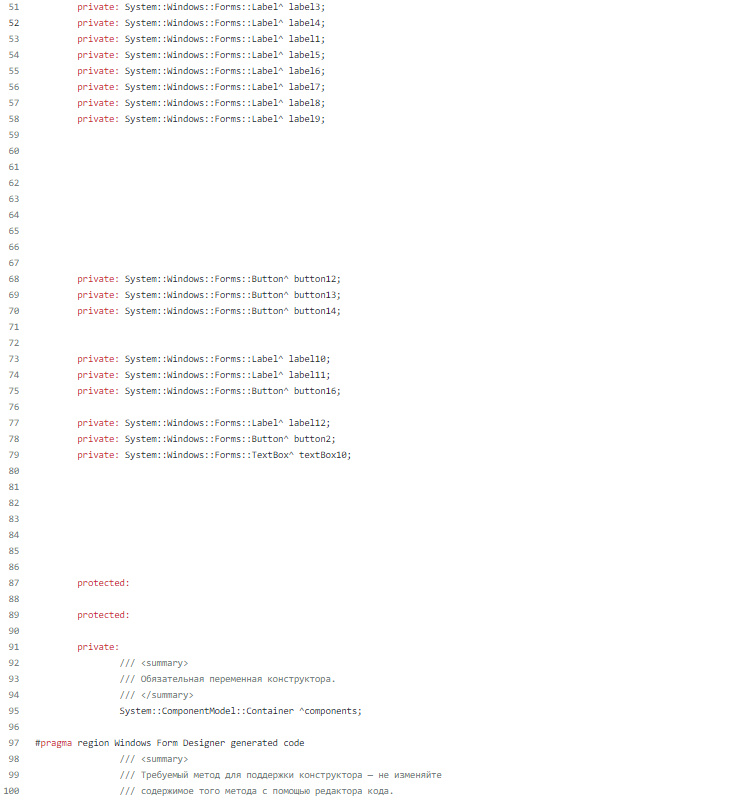 51 private: System::Windows::Forms::Label^ label3;
52 private: System::Windows::Forms::Label^ label4;
53 private: System::Windows::Forms::Label^ label1;
54 private: System::Windows::Forms::Label^ label5;
55 private: System::Windows::Forms::Label^ label6;
56 private: System::Windows::Forms::Label^ label7;
57 private: System::Windows::Forms::Label^ label8;
58 private: System::Windows::Forms::Label^ label9;
59
60
61
62
63
64
65
66
67
68 private: System::Windows::Forms::Button^ button12;
69 private: System::Windows::Forms::Button^ button13;
70 private: System::Windows::Forms::Button^ button14;
71
72
73 private: System::Windows::Forms::Label^ label10;
74 private: System::Windows::Forms::Label^ label11;
75 private: System::Windows::Forms::Button^ button16;
76
77 private: System::Windows::Forms::Label^ label12;
78 private: System::Windows::Forms::Button^ button2;
79 private: System::Windows::Forms::TextBox^ textBox10;
80
81
82
83
84
85
86
87 protected:
88
89 protected:
90
91 private:
92 /// <summary>
93 /// Обязательная переменная конструктора.
94 /// </summary>
95 System::ComponentModel::Container ^components;
96
97 #pragma region Windows Form Designer generated code
98 /// <summary>
99 /// Требуемый метод для поддержки конструктора — не изменяйте
100 /// содержимое того метода с помощью редактора кода.